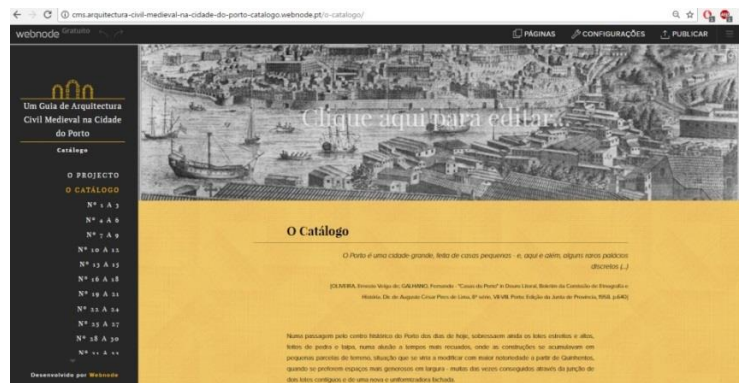 cms.arquitectura-civil-medieval-na-cidade-do-porto-catalogo.webnode.pt/o-catalogo/
webnode Gratuito
PÁGINAS
CONFIGURAÇÕES
PUBLICAR
Um Guia de Arquitectura
Civil Medieval na Cidade
do Porto
Catálogo
O PROJECTO
O CATÁLOGO
Nº 1 A 3
Nº 4 A 6
Nº 7 A 9
Nº 10 A 12
Nº 13 A 15
Nº 16 A 18
Nº 19 A 21
Nº 22 A 24
Nº 25 A 27
Nº 28 A 30
Desenvolvido por Webnode
Clique aqui para editar.
O Catálogo
O Porto é uma cidade grande, feita de casas pequenas - e, aqui e além, alguns raros palácios
discretos (...)
(OLIVEIRA, Ernesto Veiga de; GALHANO, Fernando - "Casas do Porto" in Douro Litoral, Boletim da Comissão de Etnografia e
História, Dir. de Augusto César Pires de Lima, 8ª série, VII-VIII. Porto: Edição da Junta de Província, 1958, p.640)
Numa passagem pelo centro histórico do Porto dos dias de hoje, sobressaem ainda os lotes estreitos e altos,
feitos de pedra e taipa, numa alusão a tempos mais recuados, onde as construções se acumulavam em
pequenas parcelas de terreno, situação que se viria a modificar com maior notoriedade a partir de Quinhentos,
quando se preferem espaços mais generosos em largura - muitas das vezes conseguidos através da junção de
dois lotes contíguos e de uma nova e uniformizadora fachada.